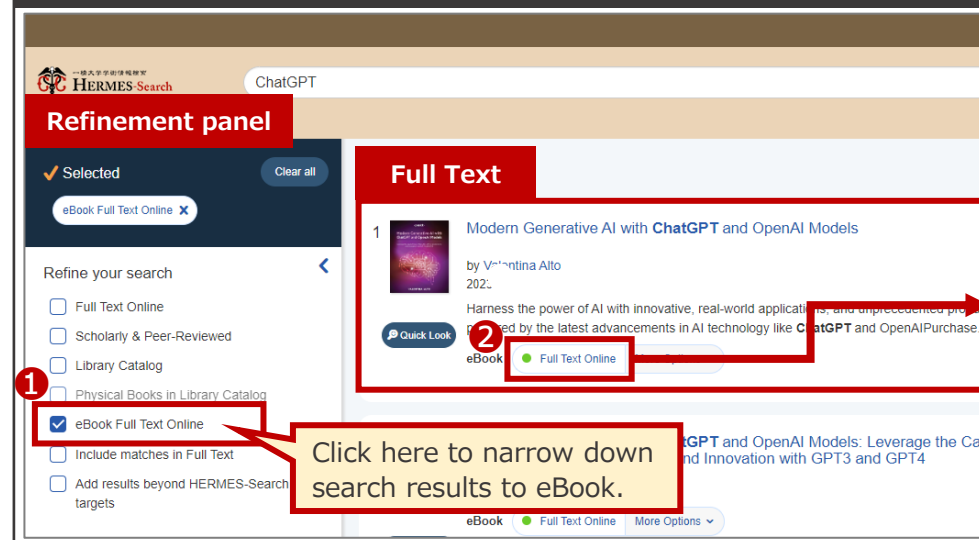 一橋大学学術情報検索
HERMES-Search
ChatGPT
Refinement panel
Selected
Clear all
eBook Full Text Online X
Refine your search
Full Text Online
Scholarly & Peer-Reviewed
Library Catalog
1
Physical Books in Library Catalog
eBook Full Text Online
Include matches in Full Text
Add results beyond HERMES-Search
targets
Click here to narrow down
search results to eBook.
Full Text
1
Modern Generative AI with ChatGPT and OpenAI Models
by Valentina Alto
Harness the power of AI with innovative, real-world applications, and unprecedented
Quick Look
2
by the latest advancements in AI technology like ChatGPT and OpenAIPurchase
eBook
Full Text Online
More Options
and OpenAI Models: Leverage the
Innovation with GPT3 and GPT4
eBook
Full Text Online
More Options